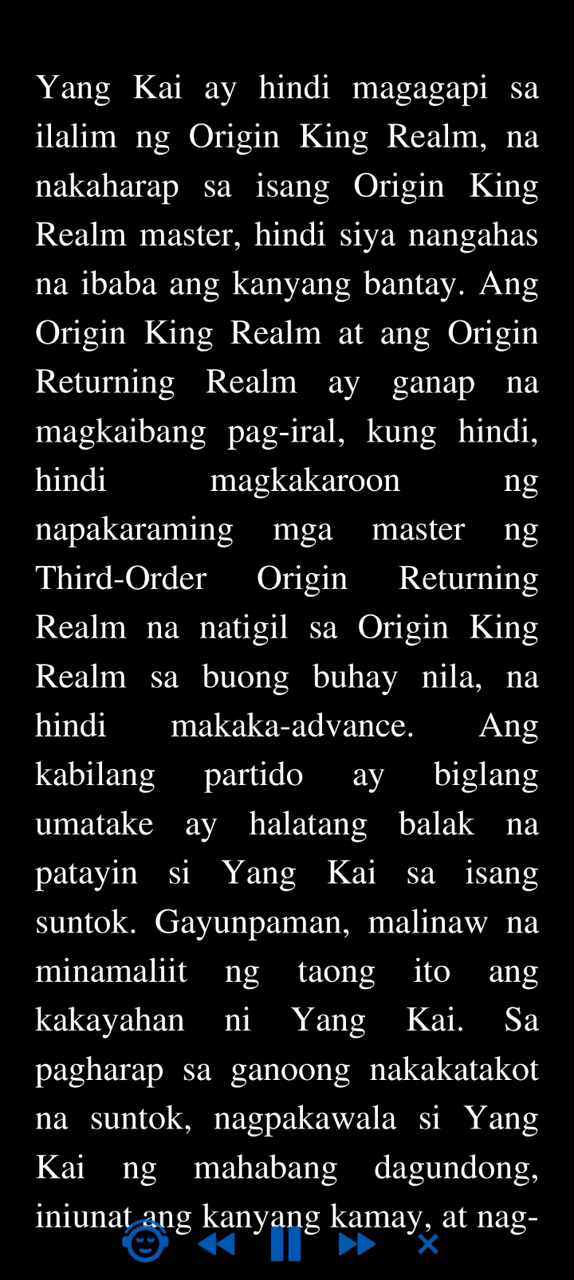 Yang Kai ay hindi magagapi sa
ilalim ng Origin King Realm, na
nakaharap sa isang Origin King
Realm master, hindi siya nangahas
na ibaba ang kanyang bantay. Ang
Origin King Realm at ang Origin
Returning Realm ay ganap na
magkaibang pag-iral, kung hindi,
hindi magkakaroon ng
napakaraming mga master ng
Third-Order Origin Returning
Realm na natigil sa Origin King
Realm sa buong buhay nila, na
hindi makaka-advance. Ang
kabilang partido ay biglang
umatake ay halatang balak na
patayin si Yang Kai sa isang
suntok. Gayunpaman, malinaw na
minamaliit ng taong ito ang
kakayahan ni Yang Kai. Sa
pagharap sa ganoong nakakatakot
na suntok, nagpakawala si Yang
Kai ng mahabang dagundong,
iniunat ang kanyang kamay, at nag-